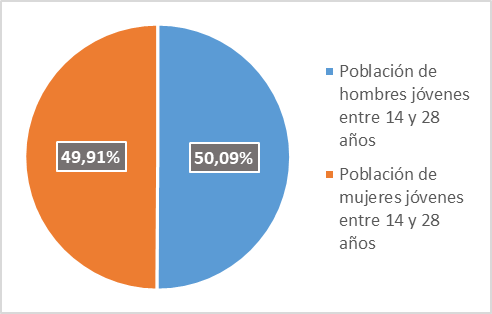 49,91%
50,09%
Población de
hombres jóvenes
entre 14 y 28
años
Población de
mujeres jóvenes
entre 14 y 28
años